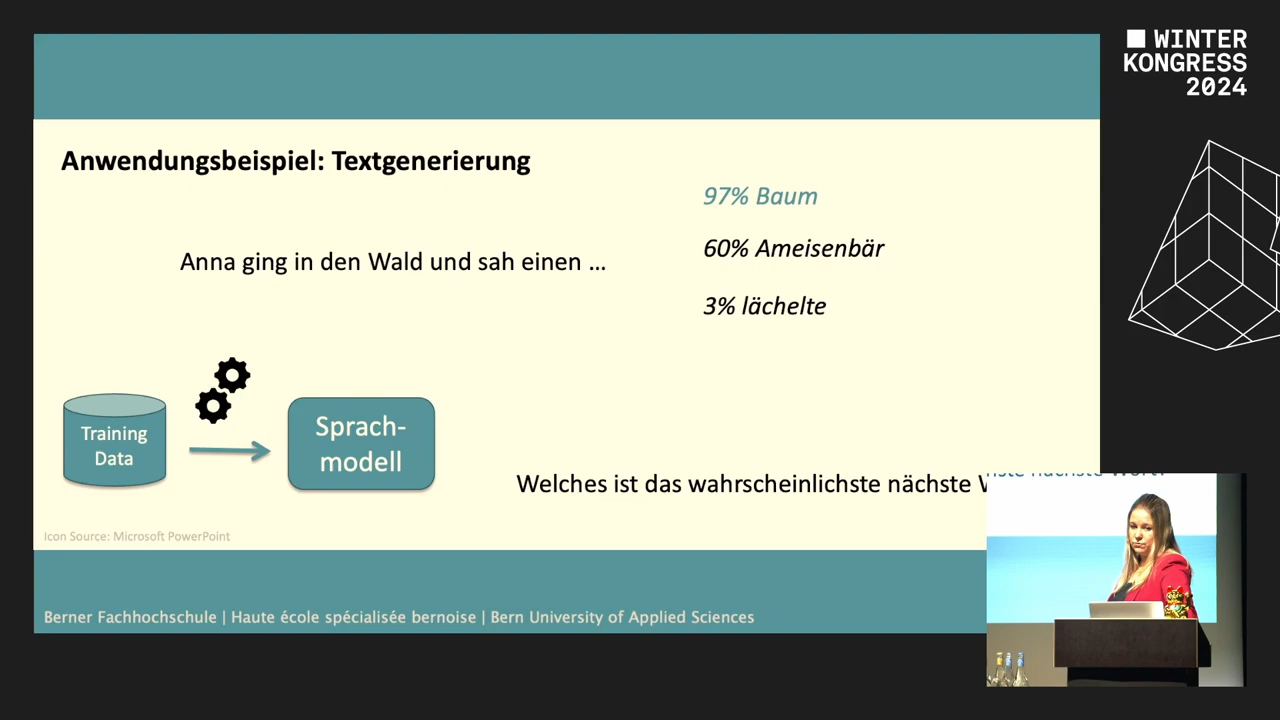 WINTER
KONGRESS
2024
Anwendungsbeispiel: Textgenerierung
97% Baum
Anna ging in den Wald und sah einen ...
60% Ameisenbär
3% lächelte
Training
Data
Sprach-
modell
Welches ist das wahrscheinlichste nächste
Icon Source: Microsoft PowerPoint
Berner Fachhochschule | Haute école spécialisée bernoise | Bern University of Applied Sciences